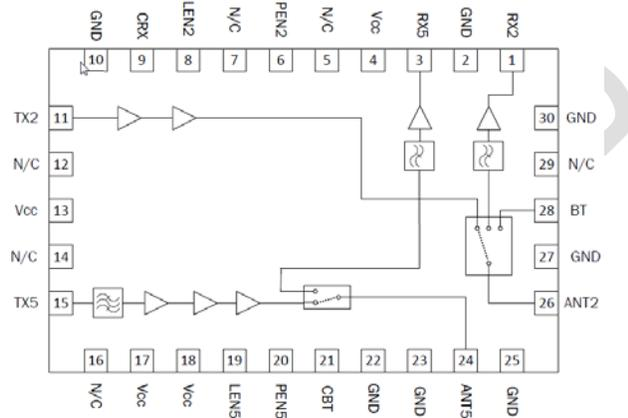 GND CRX LEN2 N/C PEN2 N/C Vcc RX5 GND RX2
10 9 8 7 6 5 4 3 2 1
TX2 11 30 GND
N/C 12 29 N/C
Vcc 13 28 BT
N/C 14 27 GND
TX5 15 26 ANT2
16 17 18 19 20 21 22 23 24 25
N/C Vcc Vcc LEN5 PEN5 CBT GND GND ANT5 GND